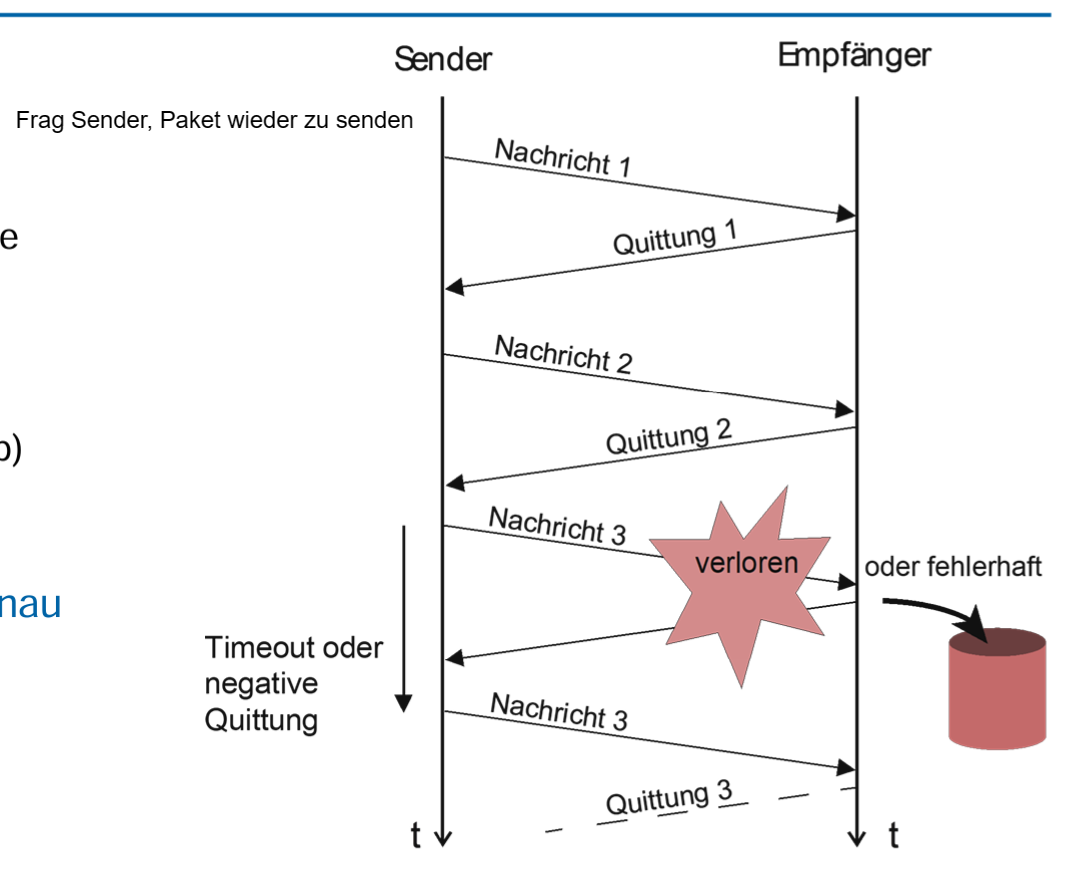 Sender
Empfänger
Frag Sender, Paket wieder zu senden
Nachricht 1
e
Quittung 1
Nachricht 2
Quittung 2
Nachricht 3
verloren
oder fehlerhaft
nau
Timeout oder
negative
Quittung
Nachricht 3
Quittung 3
t
t